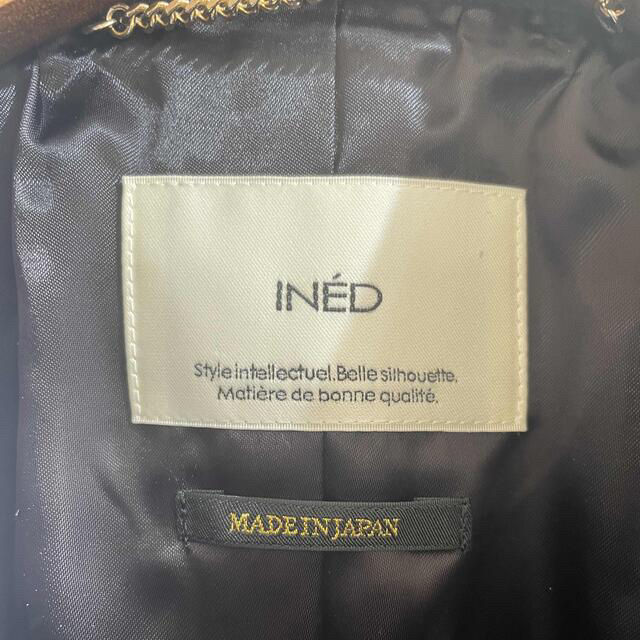 INÉD
Style intellectuel.Belle silhouette.
Matière de bonne qualité.
MADE IN JAPAN